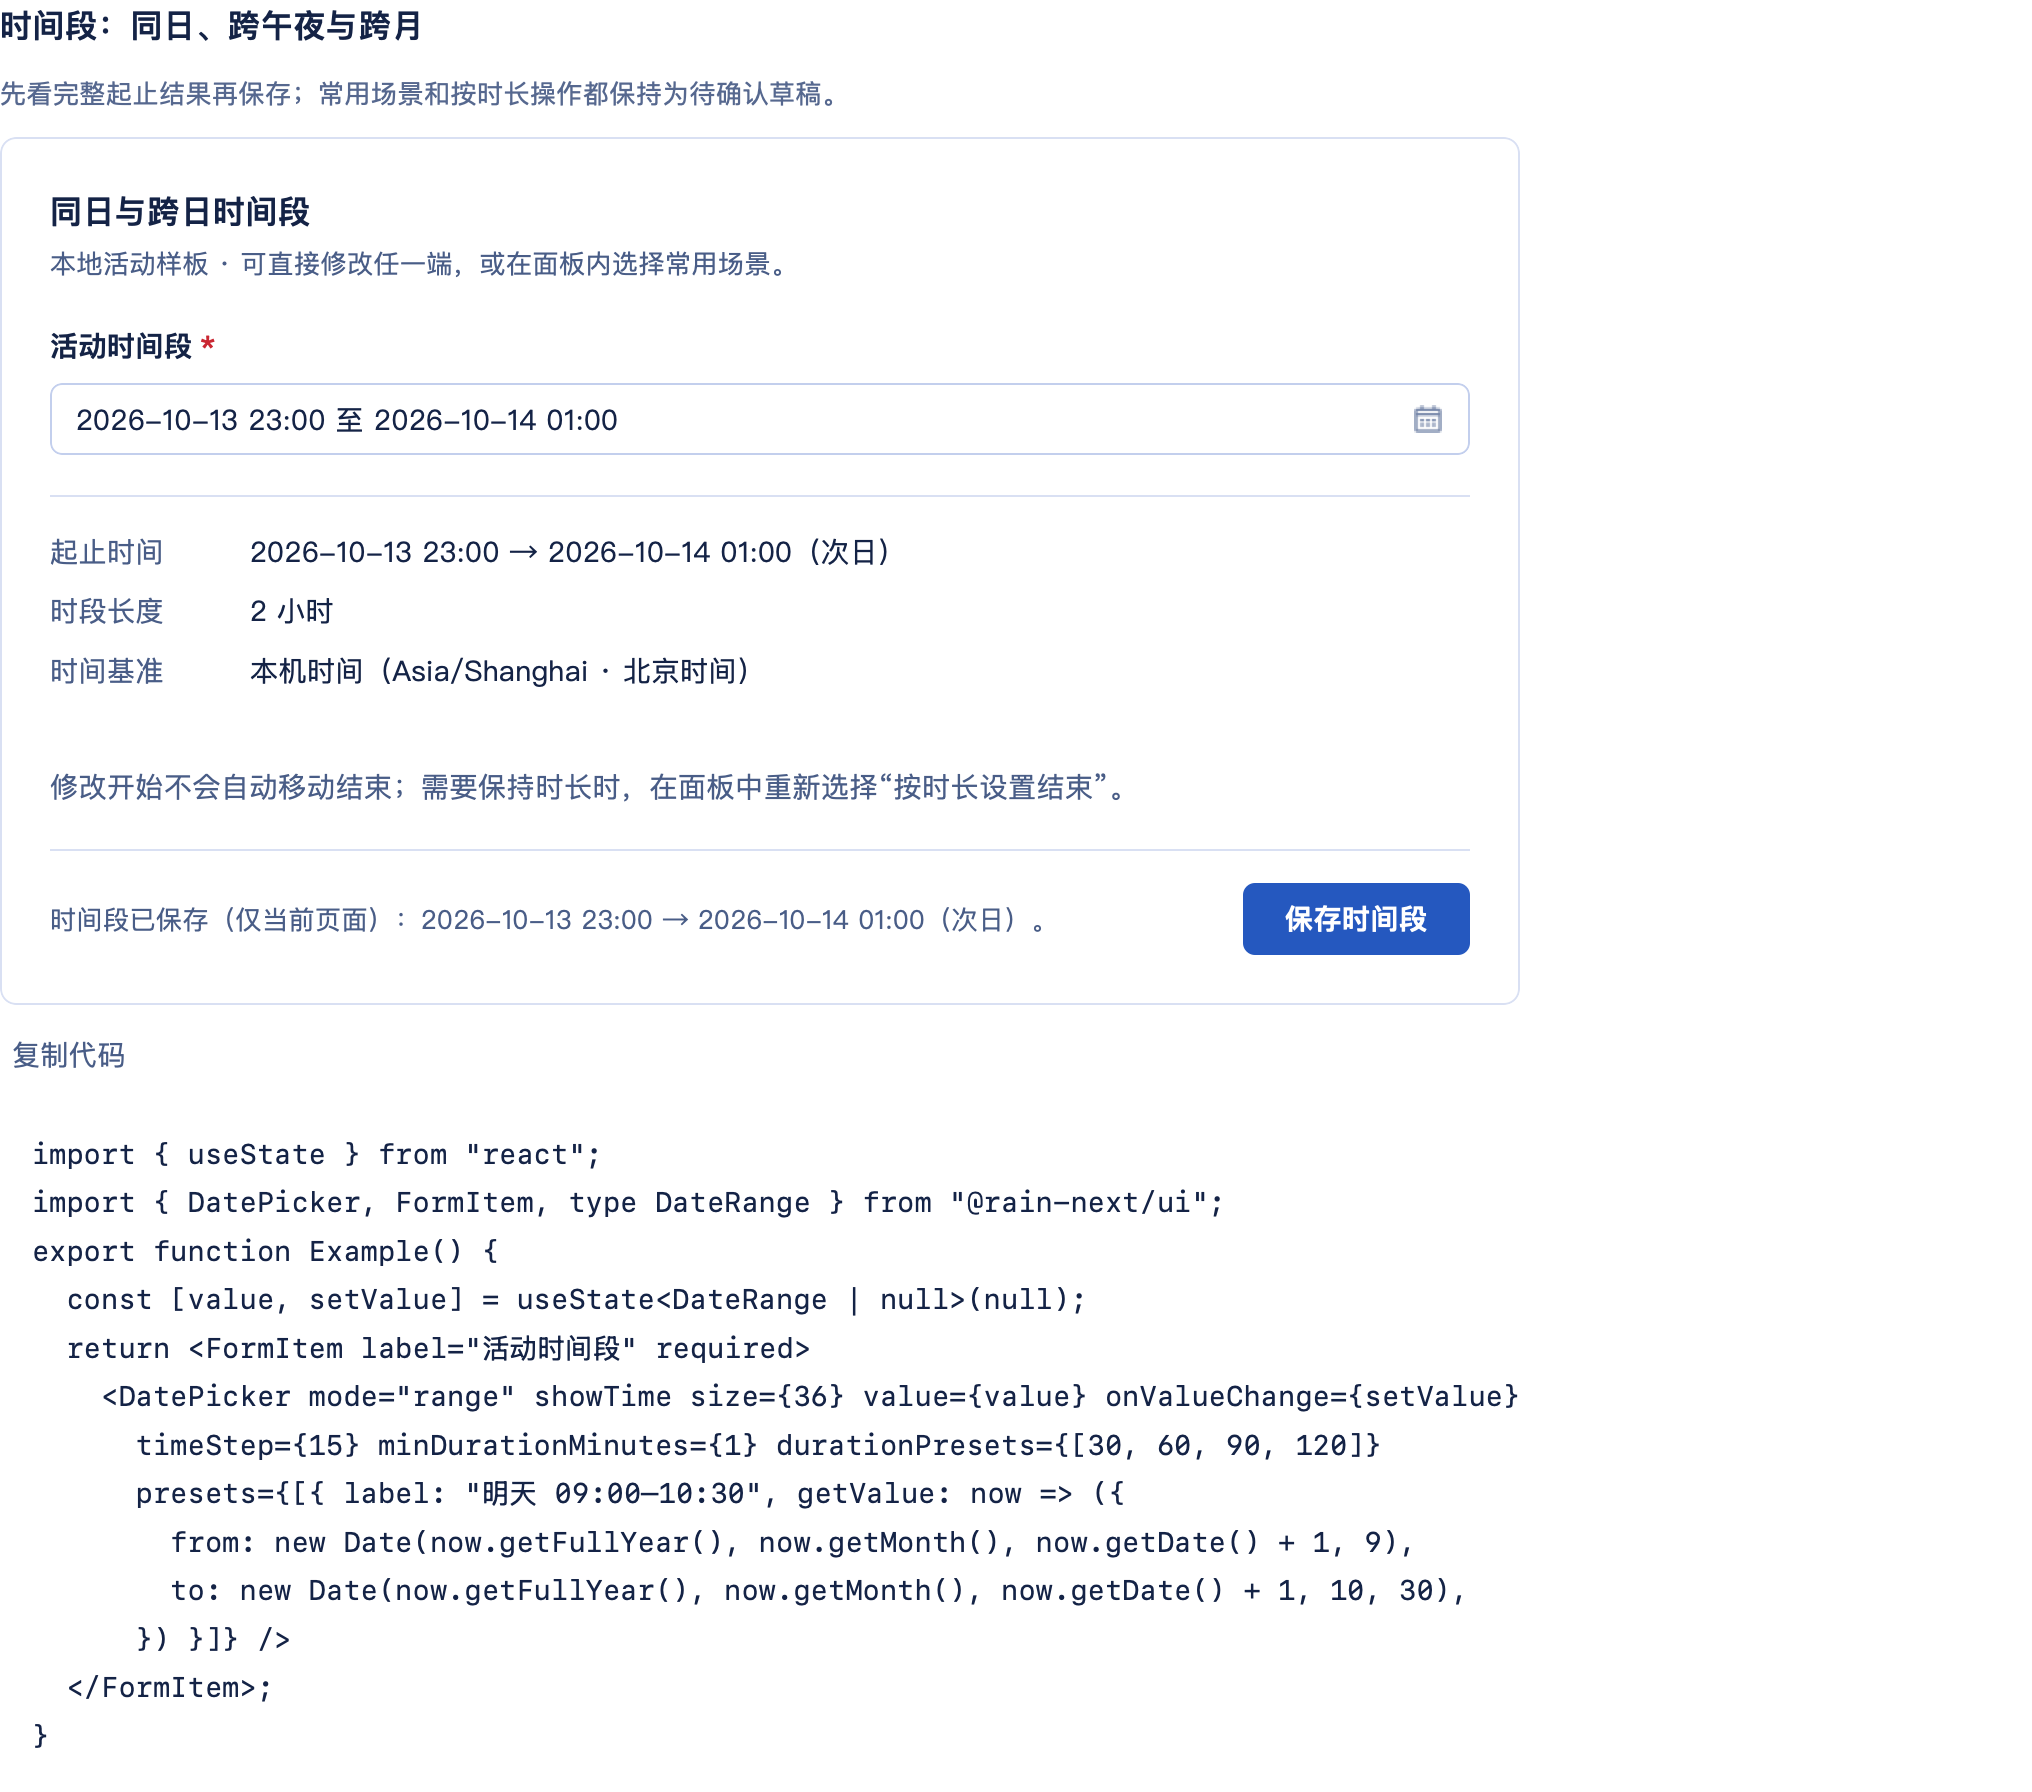 时间段：同日、跨午夜与跨月
先看完整起止结果再保存；常用场景和按时长操作都保持为待确认草稿。
同日与跨日时间段
本地活动样板 · 可直接修改任一端，或在面板内选择常用场景。
活动时间段 *
2026-10-13 23:00 至 2026-10-14 01:00
起止时间 2026-10-13 23:00 → 2026-10-14 01:00（次日）
时段长度 2 小时
时间基准 本机时间（Asia/Shanghai · 北京时间）
修改开始不会自动移动结束；需要保持时长时，在面板中重新选择“按时长设置结束”。
时间段已保存（仅当前页面）：2026-10-13 23:00 → 2026-10-14 01:00（次日）。
保存时间段
复制代码
import { useState } from "react";
import { DatePicker, FormItem, type DateRange } from "@rain-next/ui";
export function Example() {
  const [value, setValue] = useState<DateRange | null>(null);
  return <FormItem label="活动时间段" required>
    <DatePicker mode="range" showTime size={36} value={value} onValueChange={setValue}
      timeStep={15} minDurationMinutes={1} durationPresets={[30, 60, 90, 120]}
      presets={[{ label: "明天 09:00—10:30", getValue: now => ({
        from: new Date(now.getFullYear(), now.getMonth(), now.getDate() + 1, 9),
        to: new Date(now.getFullYear(), now.getMonth(), now.getDate() + 1, 10, 30),
      }) }]} />
  </FormItem>;
}